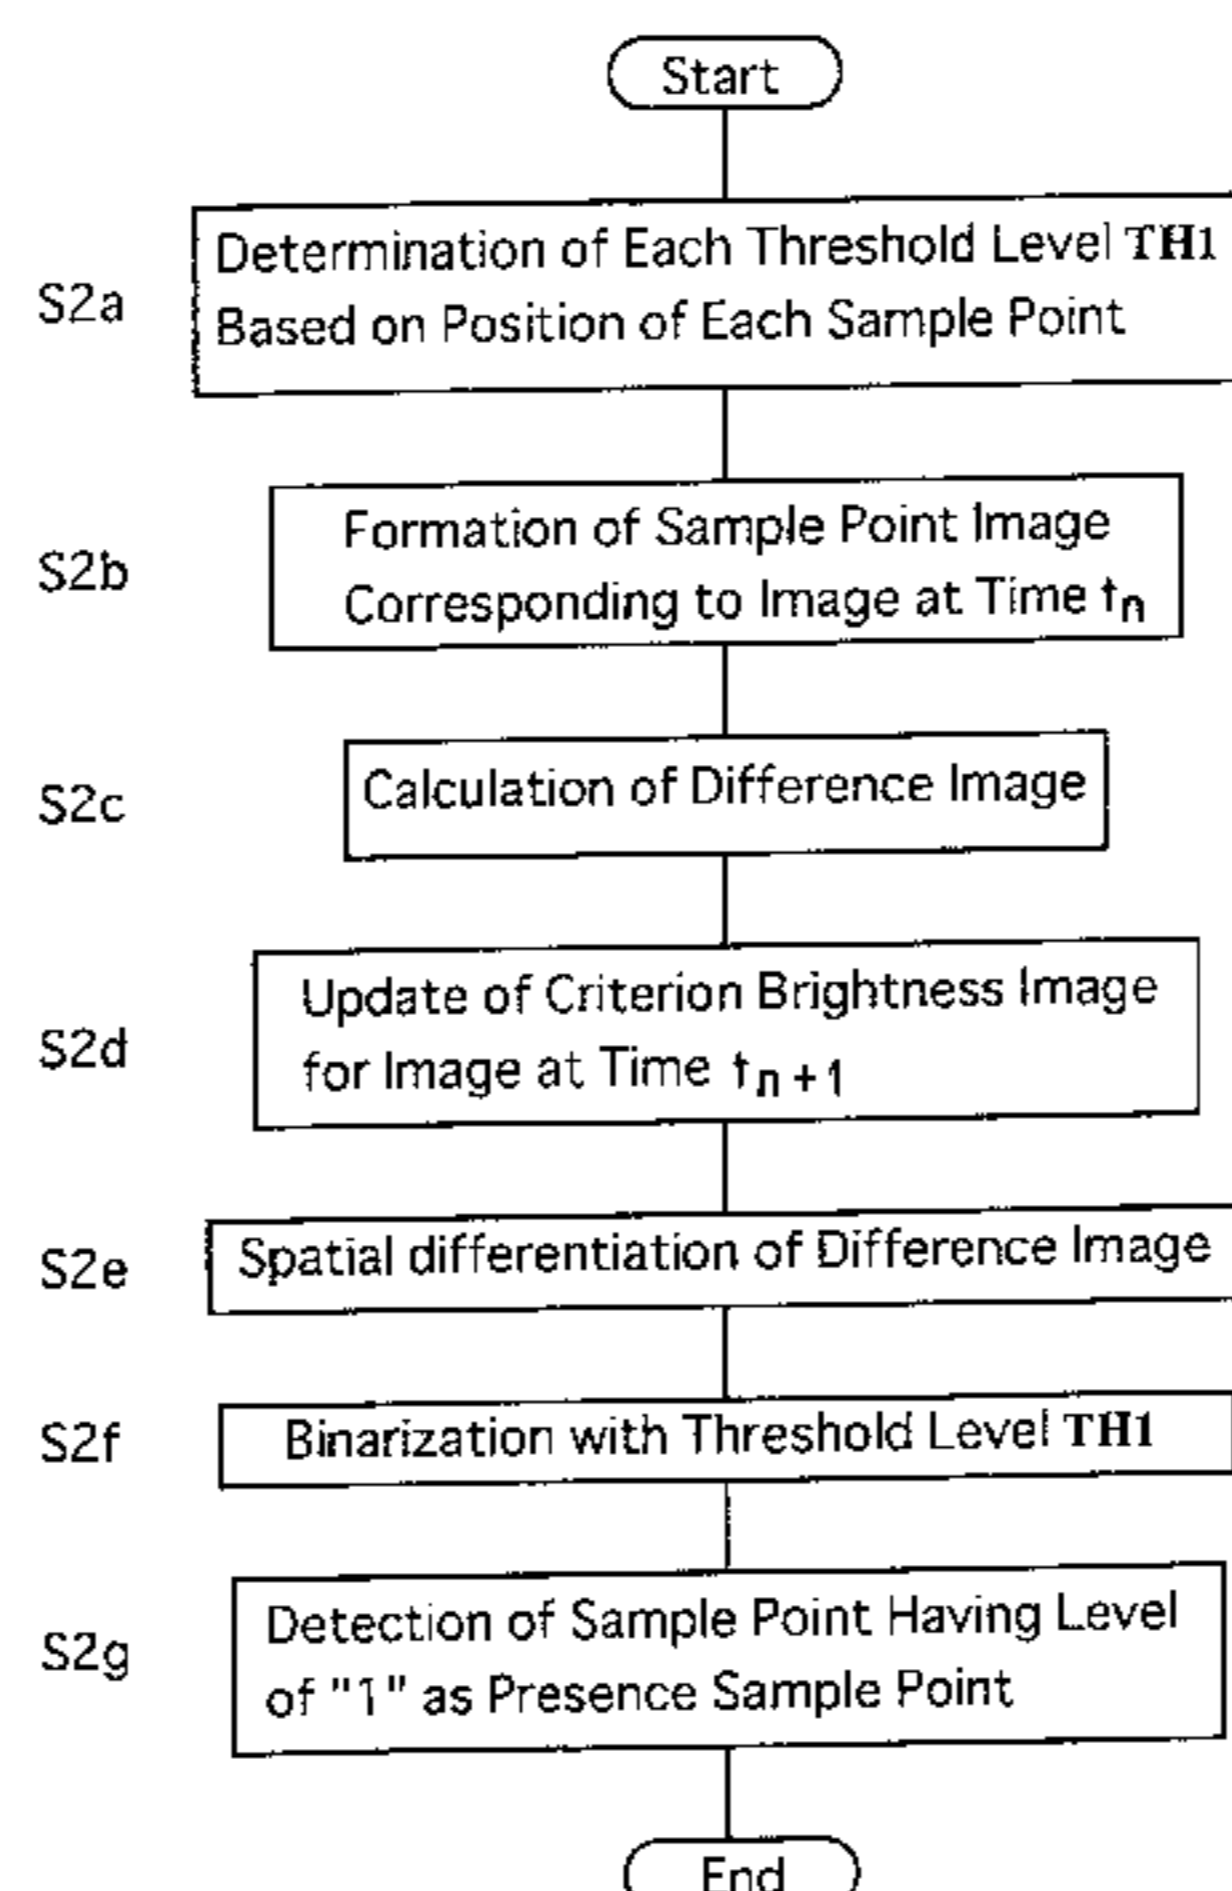 Start
S2a
Determination of Each Threshold Level TH1
Based on Position of Each Sample Point
S2b
Formation of Sample Point Image
Corresponding to Image at Time tn
S2c
Calculation of Difference Image
S2d
Update of Criterion Brightness Image
for Image at Time tn+1
S2e
Spatial differentiation of Difference Image
S2f
Binarization with Threshold Level TH1
S2g
Detection of Sample Point Having Level
of "1" as Presence Sample Point
End